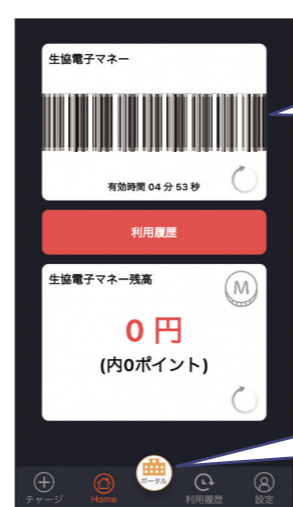 生協電子マネー
有効時間 04 分 53 秒
利用履歴
生協電子マネー残高
M
0 円
(内0ポイント)
チャージ
Home
ポータル
利用履歴
設定